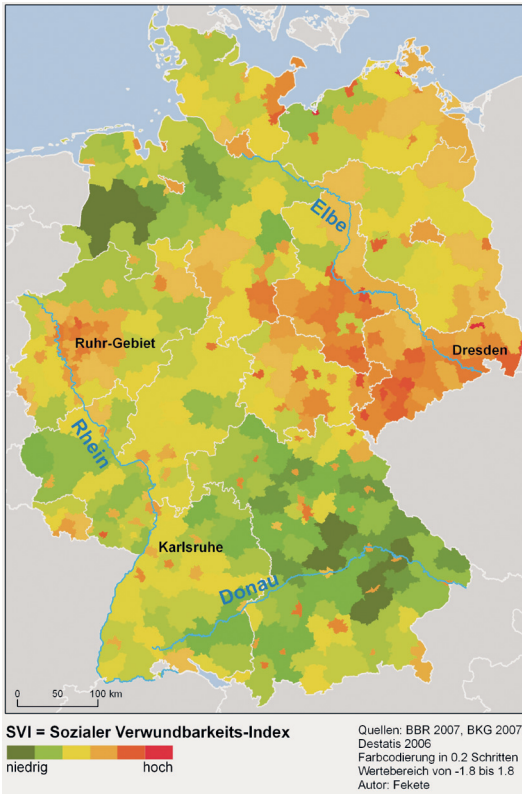 Elbe
Ruhr-Gebiet
Dresden
Rhein
Karlsruhe
Donau
0 50 100 km
SVI = Sozialer Verwundbarkeits-Index
niedrig hoch
Quellen: BBR 2007, BKG 2007
Destatis 2006
Farbcodierung in 0.2 Schritten
Wertebereich von -1.8 bis 1.8
Autor: Fekete